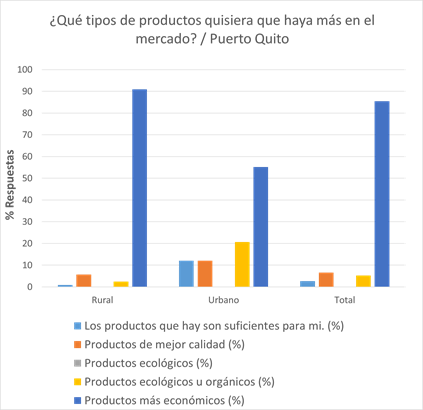 ¿Qué tipos de productos quisiera que haya más en el
mercado? / Puerto Quito
100
90
80
70
60
50
40
30
20
10
0
% Respuestas
Rural
Urbano
Total
Los productos que hay son suficientes para mi. (%)
Productos de mejor calidad (%)
Productos ecológicos (%)
Productos ecológicos u orgánicos (%)
Productos más económicos (%)